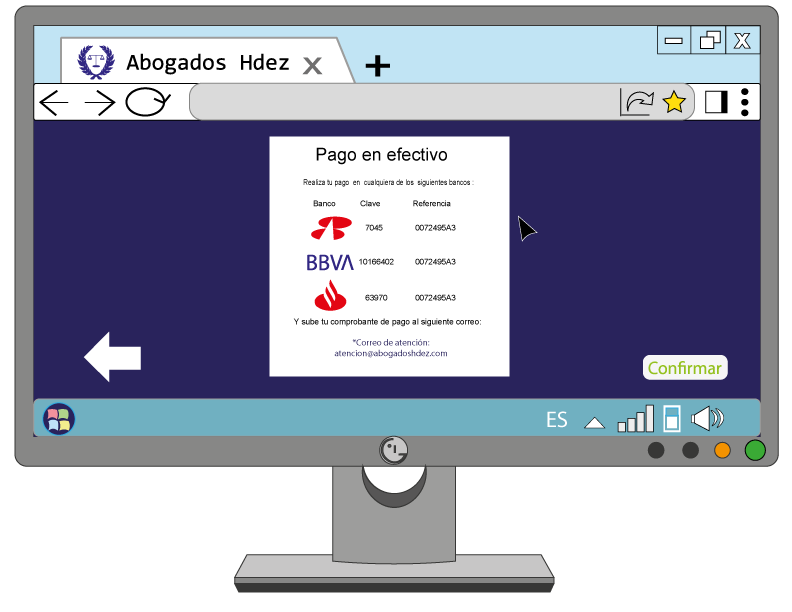 Abogados Hdez X
X
Pago en efectivo
Realiza tu pago en cualquiera de los siguientes bancos :
Banco Clave Referencia
7045 0072495A3
BBVA 10166402 0072495A3
63970 0072495A3
Y sube tu comprobante de pago al siguiente correo:
*Correo de atención:
atencion@abogadoshdez.com
Confirmar
ES